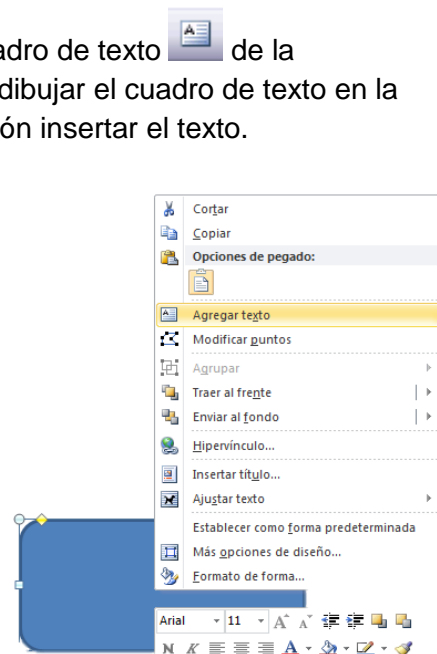 adro de texto de la
dibujar el cuadro de texto en la
ón insertar el texto.
Cortar
Copiar
Opciones de pegado:
Agregar texto
Modificar puntos
Agrupar
Traer al frente
Enviar al fondo
Hipervínculo...
Insertar título...
Ajustar texto
Establecer como forma predeterminada
Más opciones de diseño...
Formato de forma...
Arial 11 A A
N K A